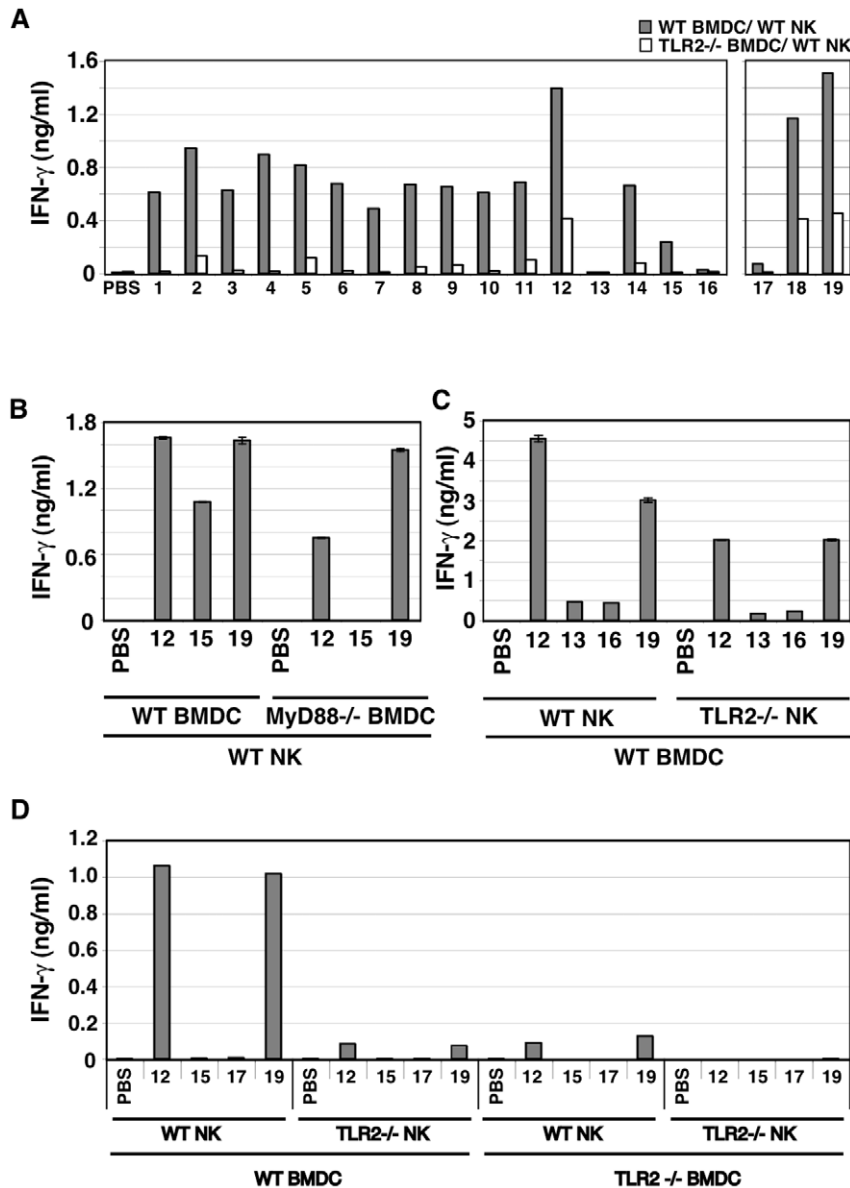 A
WT BMDC/ WT NK
TLR2-/- BMDC/ WT NK
IFN-γ (ng/ml)
1.6
1.2
0.8
0.4
0
PBS 1 2 3 4 5 6 7 8 9 10 11 12 13 14 15 16 17 18 19
B
IFN-γ (ng/ml)
1.8
1.2
0.6
0
PBS 12 15 19 PBS 12 15 19
WT BMDC MyD88-/- BMDC
WT NK
C
IFN-γ (ng/ml)
5
4
3
2
1
0
PBS 12 13 16 19 PBS 12 13 16 19
WT NK TLR2-/- NK
WT BMDC
D
IFN-γ (ng/ml)
1.2
1.0
0.8
0.6
0.4
0.2
0
PBS 12 15 17 19 PBS 12 15 17 19 PBS 12 15 17 19 PBS 12 15 17 19
WT NK TLR2-/- NK WT NK TLR2-/- NK
WT BMDC TLR2 -/- BMDC